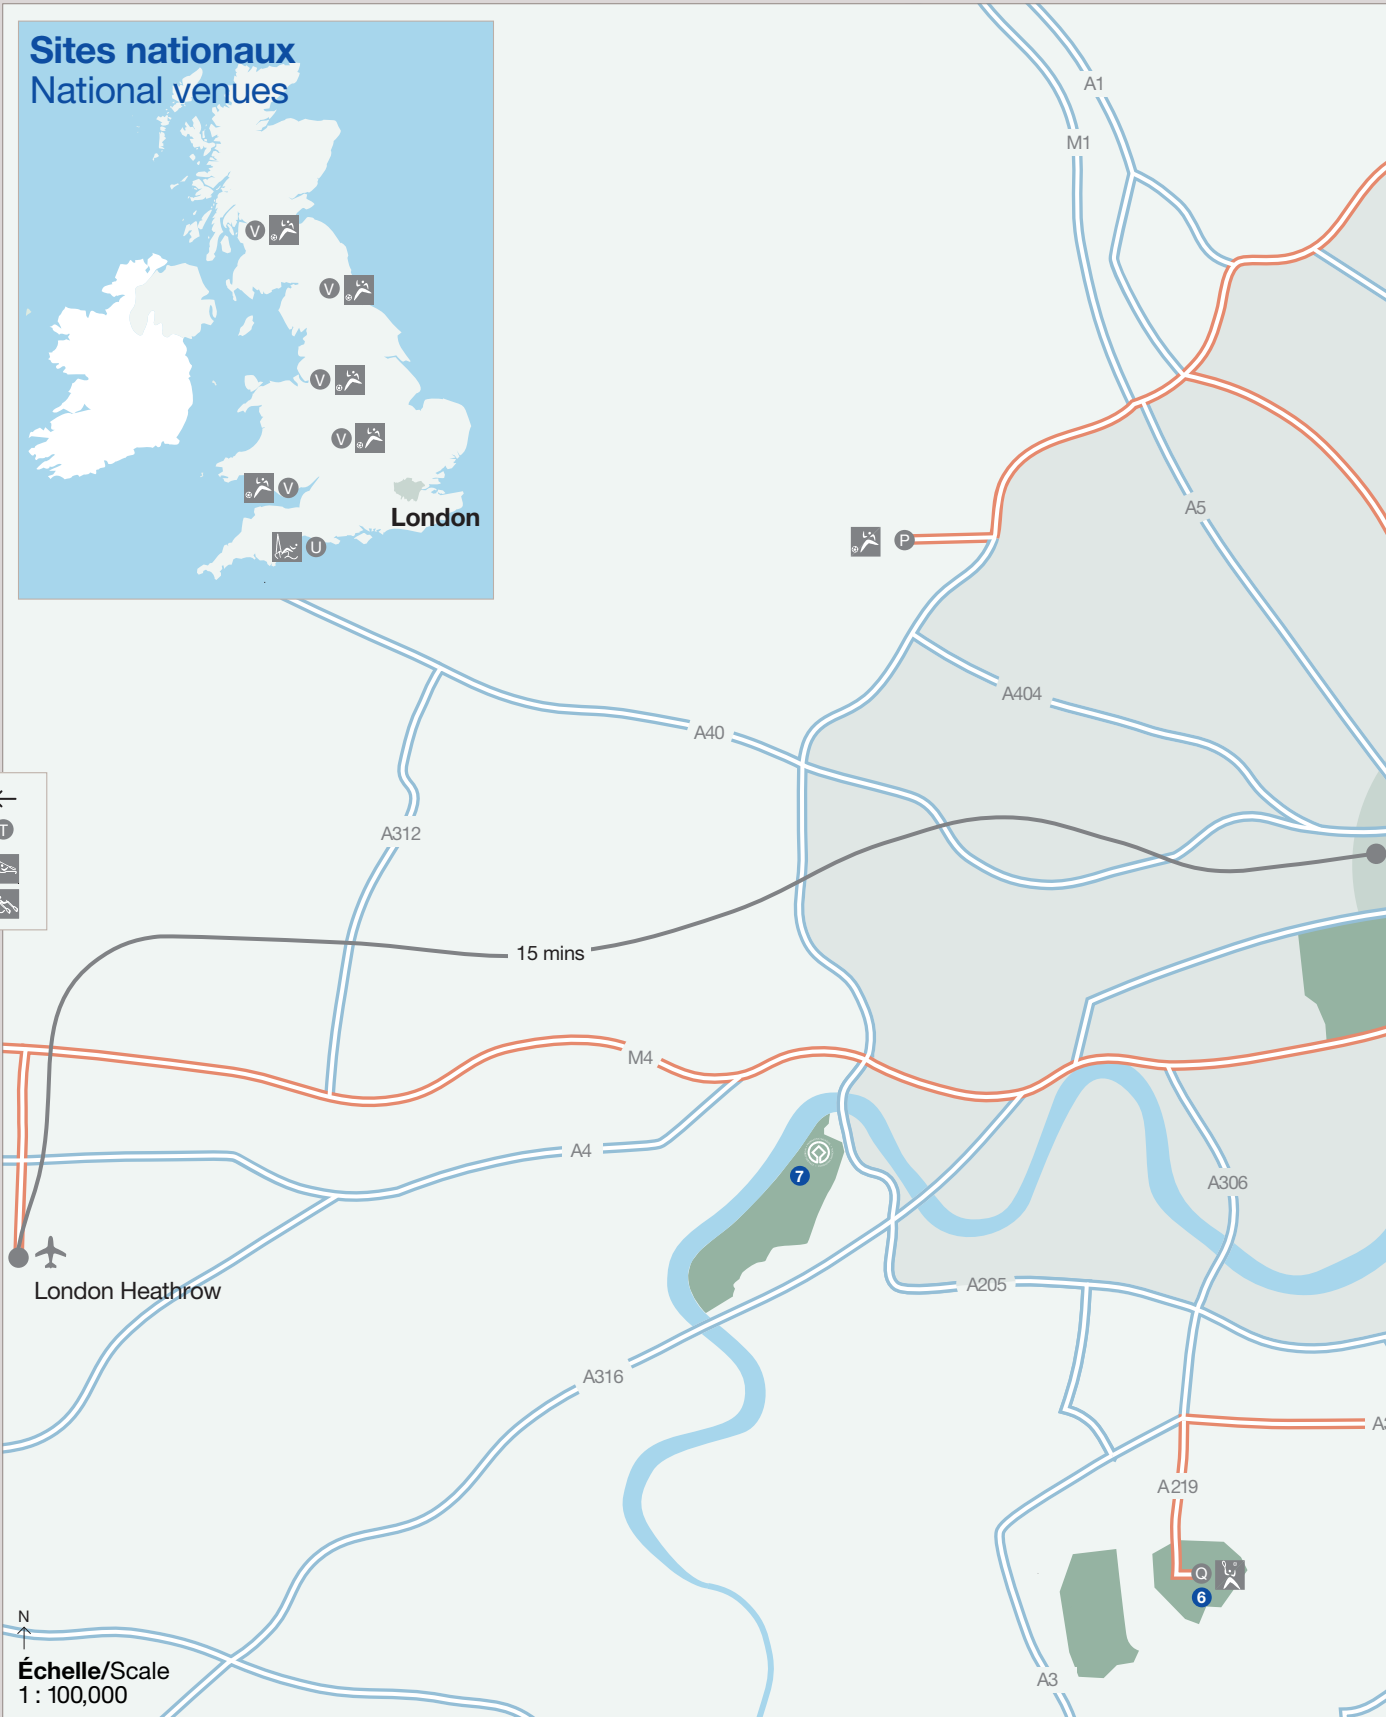 Sites nationaux
National venues
V
V
V
V
V
London
U
A1
M1
A5
P
A404
A40
A312
T
15 mins
M4
A4
7
A306
London Heathrow
A205
A316
A219
Q
6
N
Échelle/Scale
1 : 100,000
A3